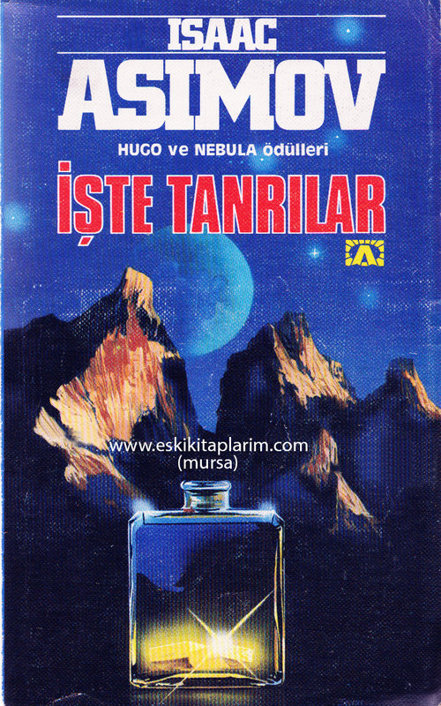 ISAAC
ASIMOV
HUGO ve NEBULA ödülleri
İŞTE TANRILAR
www.eskikitaplarim.com
(mursa)